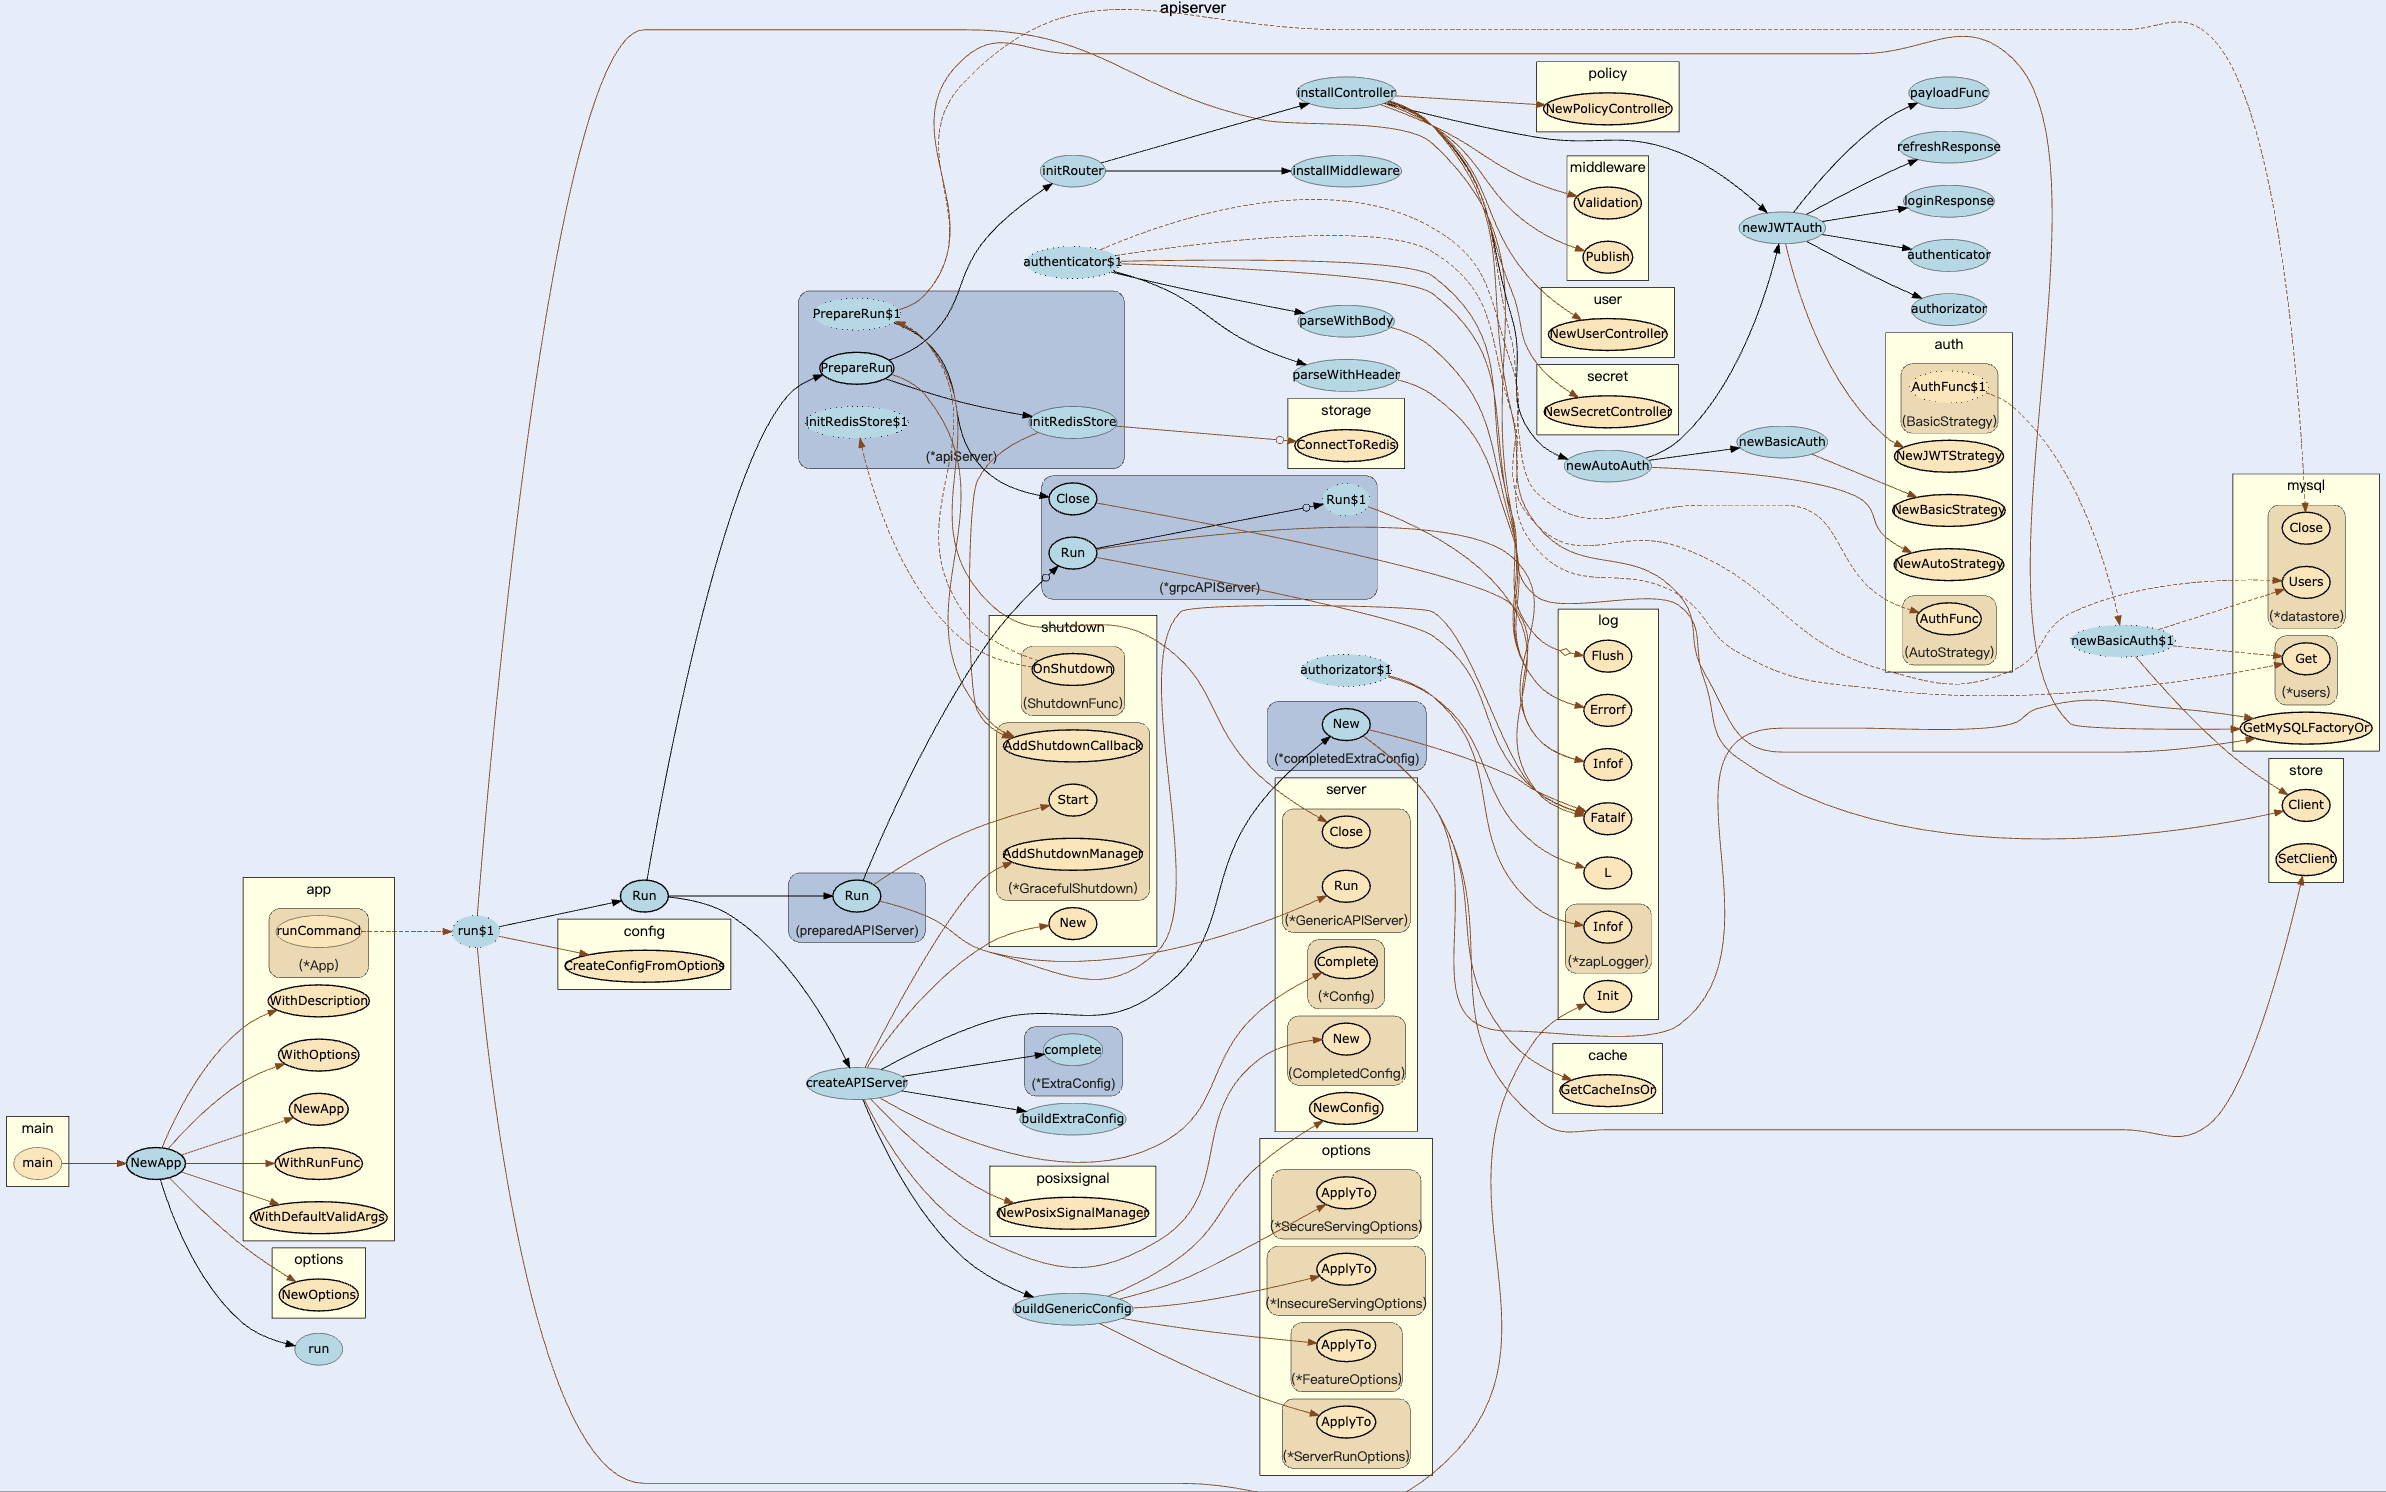 apiserver
main
main
NewApp
app
runCommand
(*App)
WithDescription
WithOptions
NewApp
WithRunFunc
WithDefaultValidArgs
options
NewOptions
run
run$1
Run
config
CreateConfigFromOptions
PrepareRun$1
PrepareRun
initRedisStore$1
initRedisStore
(*apiServer)
Run
(preparedAPIServer)
createAPIServer
initRouter
authenticator$1
Close
Run
Run$1
(*grpcAPIServer)
shutdown
OnShutdown
(ShutdownFunc)
AddShutdownCallback
Start
AddShutdownManager
(*GracefulShutdown)
New
complete
(*ExtraConfig)
buildExtraConfig
posixsignal
NewPosixSignalManager
buildGenericConfig
installController
installMiddleware
parseWithBody
parseWithHeader
storage
ConnectToRedis
authorizator$1
New
(*completedExtraConfig)
server
Close
Run
(*GenericAPIServer)
Complete
(*Config)
New
(CompletedConfig)
NewConfig
options
ApplyTo
(*SecureServingOptions)
ApplyTo
(*InsecureServingOptions)
ApplyTo
(*FeatureOptions)
ApplyTo
(*ServerRunOptions)
policy
NewPolicyController
middleware
Validation
Publish
user
NewUserController
secret
NewSecretController
newAutoAuth
log
Flush
Errorf
Infof
Fatalf
L
Infof
(*zapLogger)
Init
cache
GetCacheInsOr
newJWTAuth
newBasicAuth
payloadFunc
refreshResponse
loginResponse
authenticator
authorizator
auth
AuthFunc$1
(BasicStrategy)
NewJWTStrategy
NewBasicStrategy
NewAutoStrategy
AuthFunc
(AutoStrategy)
newBasicAuth$1
mysql
Close
Users
(*datastore)
Get
(*users)
GetMySQLFactoryOr
store
Client
SetClient